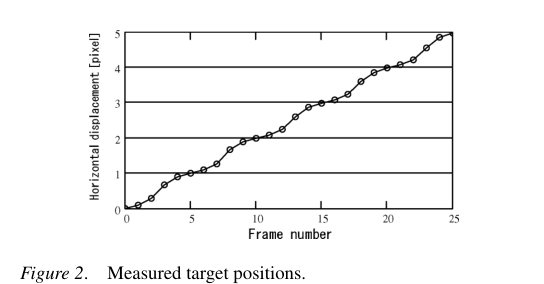 Horizontal displacement [pixel]
5
4
3
2
1
0
0 5 10 15 20 25
Frame number
Figure 2. Measured target positions.